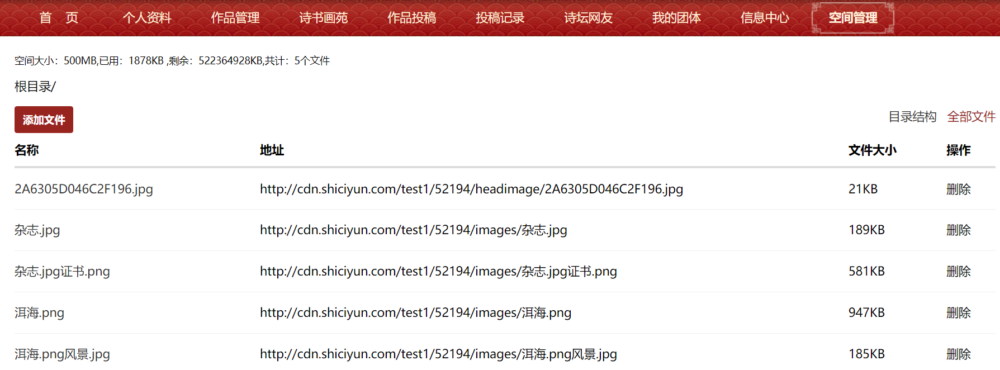 首 页 个人资料 作品管理 诗书画苑 作品投稿 投稿记录 诗坛网友 我的团体 信息中心 空间管理
空间大小：500MB,已用：1878KB ,剩余：522364928KB,共计：5个文件
根目录/
添加文件 目录结构 全部文件
名称 地址 文件大小 操作
2A6305D046C2F196.jpg http://cdn.shiciyun.com/test1/52194/headimage/2A6305D046C2F196.jpg 21KB 删除
杂志.jpg http://cdn.shiciyun.com/test1/52194/images/杂志.jpg 189KB 删除
杂志.jpg证书.png http://cdn.shiciyun.com/test1/52194/images/杂志.jpg证书.png 581KB 删除
洱海.png http://cdn.shiciyun.com/test1/52194/images/洱海.png 947KB 删除
洱海.png风景.jpg http://cdn.shiciyun.com/test1/52194/images/洱海.png风景.jpg 185KB 删除